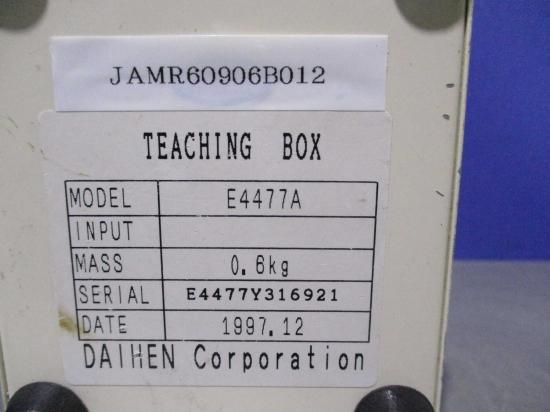 JAMR60906B012
TEACHING BOX
MODEL E4477A
INPUT
MASS 0.6kg
SERIAL E4477Y316921
DATE 1997.12
DAIHEN Corporation